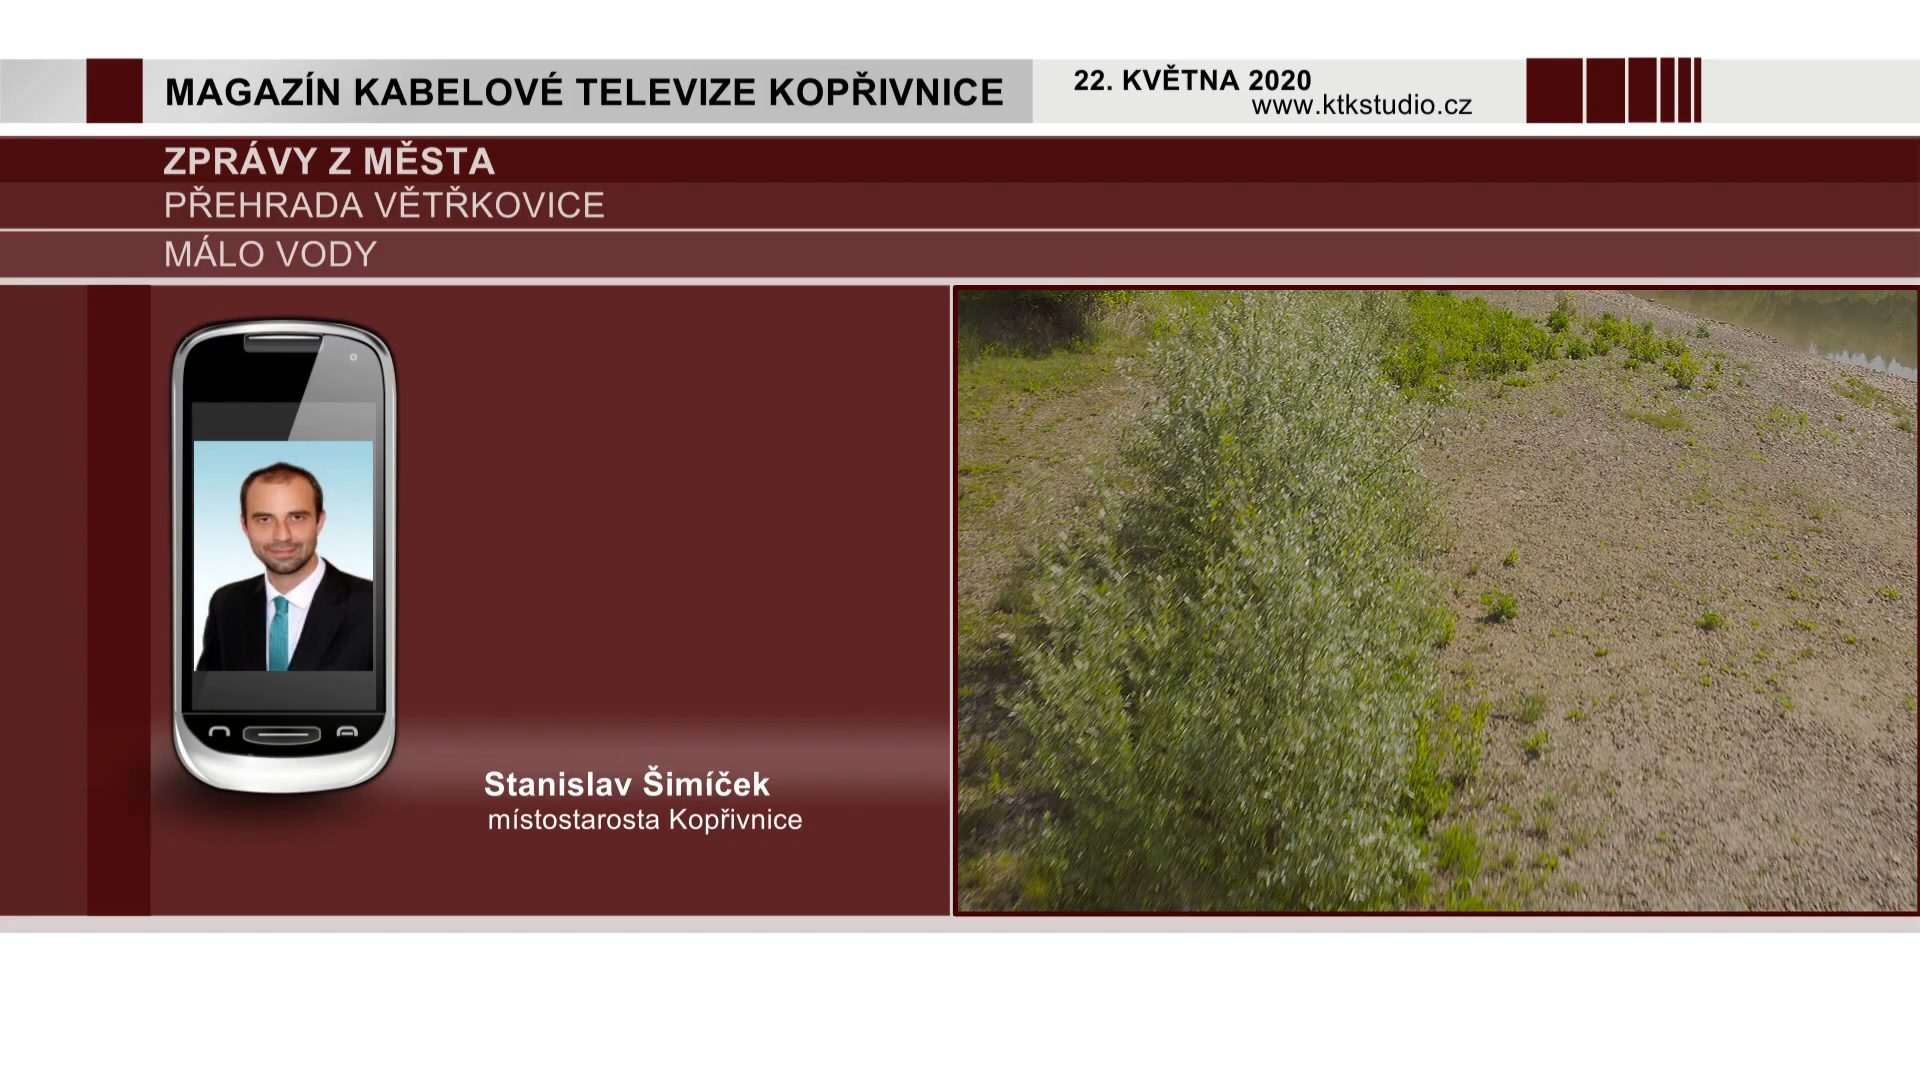 MAGAZÍN KABELOVÉ TELEVIZE KOPŘIVNICE
22. KVĚTNA 2020
www.ktkstudio.cz
ZPRÁVY Z MĚSTA
PŘEHRADA VĚTŘKOVICE
MÁLO VODY
Stanislav Šimíček
místostarosta Kopřivnice